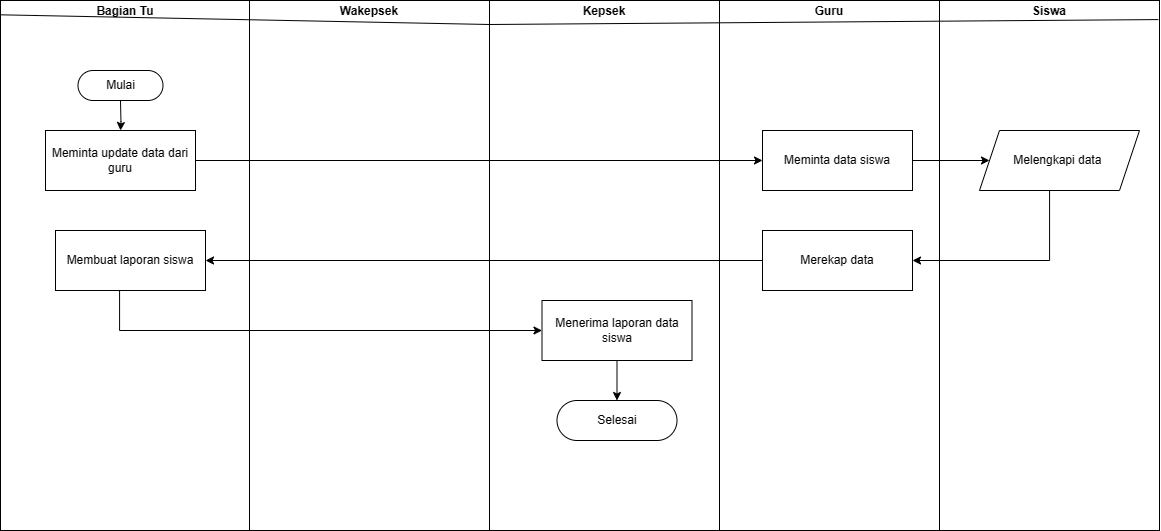 Bagian Tu
Wakepsek
Kepsek
Guru
Siswa
Mulai
Meminta update data dari
guru
Meminta data siswa
Melengkapi data
Membuat laporan siswa
Merekap data
Menerima laporan data
siswa
Selesai